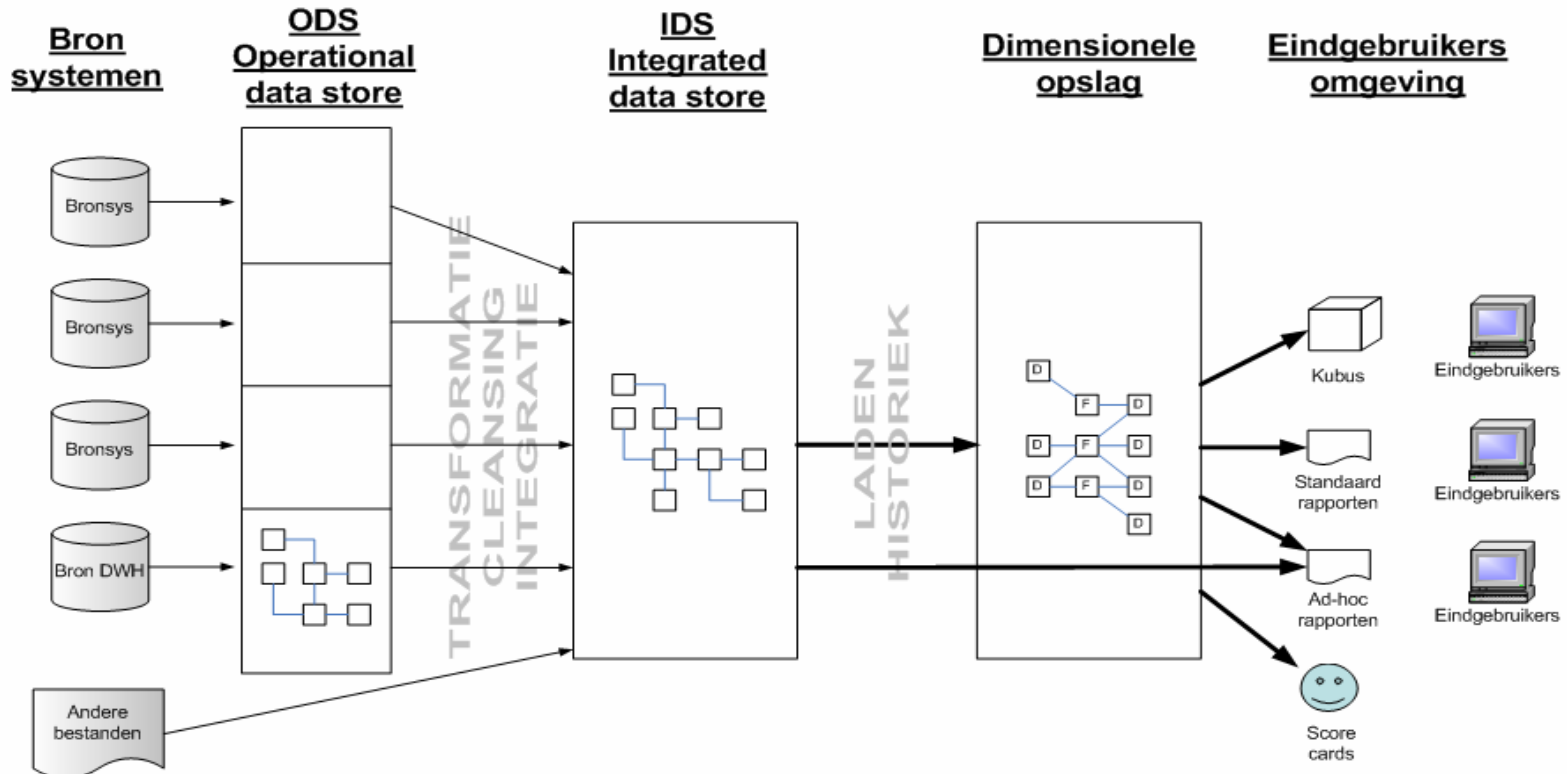 Bron
systemen
ODS
Operational
data store
IDS
Integrated
data store
Dimensionele
opslag
Eindgebruikers
omgeving
Bronsys
Bronsys
Bronsys
Bron DWH
Andere
bestanden
TRANSFORMATIE
CLEANSING
INTEGRATIE
LADEN
HISTORIEK
D
F
D
D
F
D
D
F
D
D
Kubus
Standaard
rapporten
Ad-hoc
rapporten
Score
cards
Eindgebruikers
Eindgebruikers
Eindgebruikers